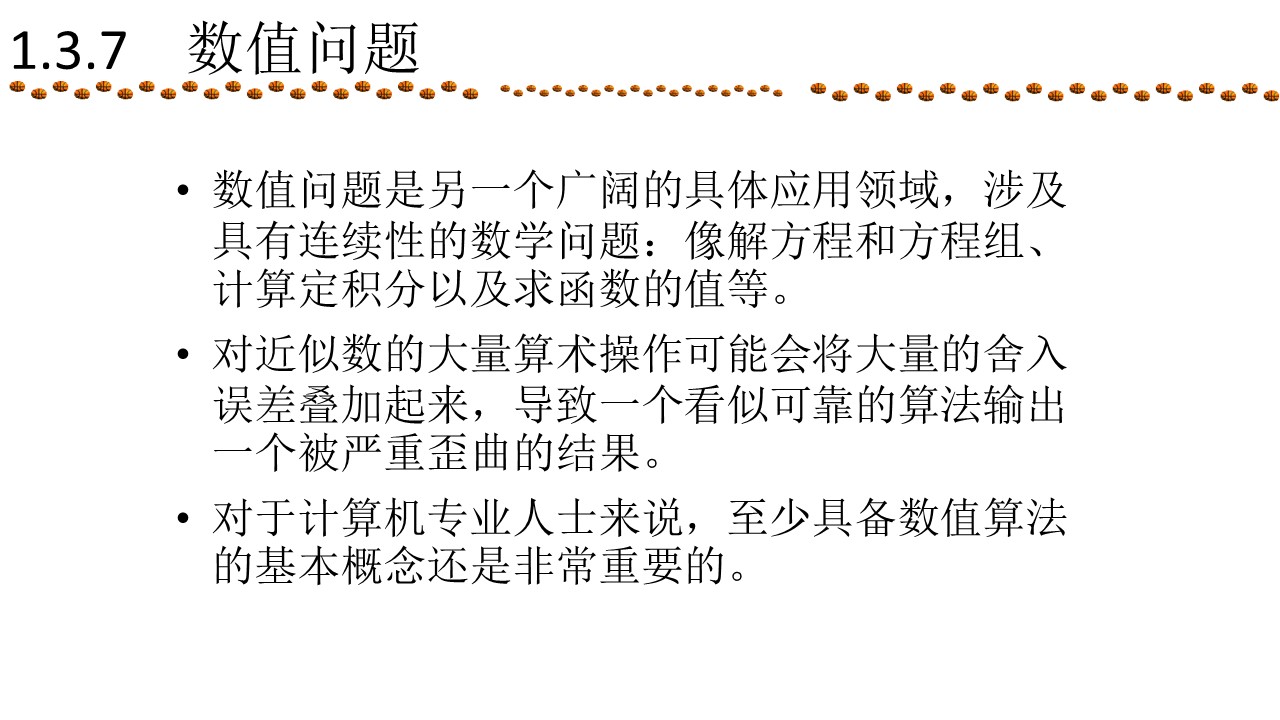 1.3.7 数值问题
• 数值问题是另一个广阔的具体应用领域，涉及
具有连续性的数学问题：像解方程和方程组、
计算定积分以及求函数的值等。
• 对近似数的大量算术操作可能会将大量的舍入
误差叠加起来，导致一个看似可靠的算法输出
一个被严重歪曲的结果。
• 对于计算机专业人士来说，至少具备数值算法
的基本概念还是非常重要的。